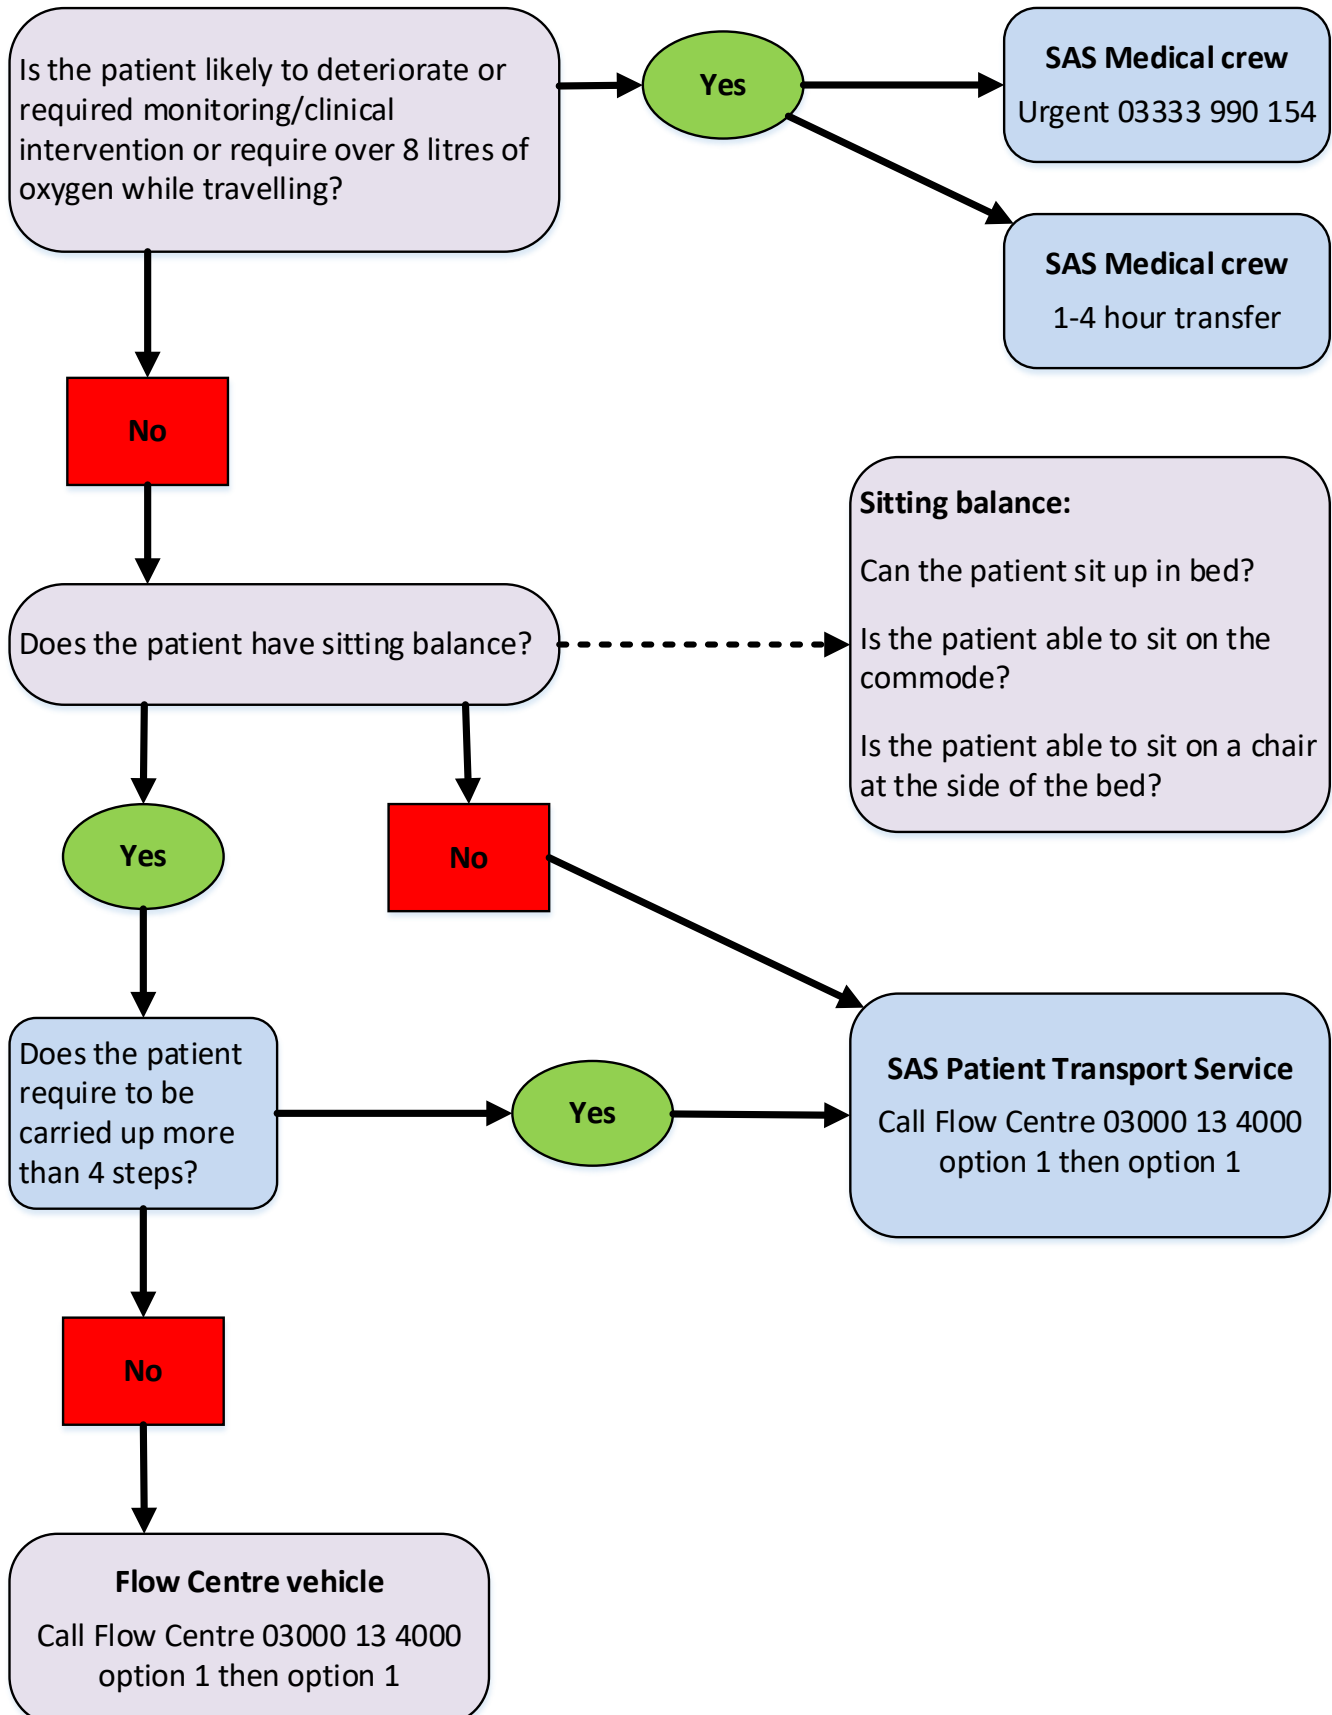 Is the patient likely to deteriorate or
required monitoring/clinical
intervention or require over 8 litres of
oxygen while travelling?
Yes
SAS Medical crew
Urgent 03333 990 154
SAS Medical crew
1-4 hour transfer
No
Does the patient have sitting balance?
Sitting balance:
Can the patient sit up in bed?
Is the patient able to sit on the
commode?
Is the patient able to sit on a chair
at the side of the bed?
Yes
No
Does the patient
require to be
carried up more
than 4 steps?
Yes
SAS Patient Transport Service
Call Flow Centre 03000 13 4000
option 1 then option 1
No
Flow Centre vehicle
Call Flow Centre 03000 13 4000
option 1 then option 1